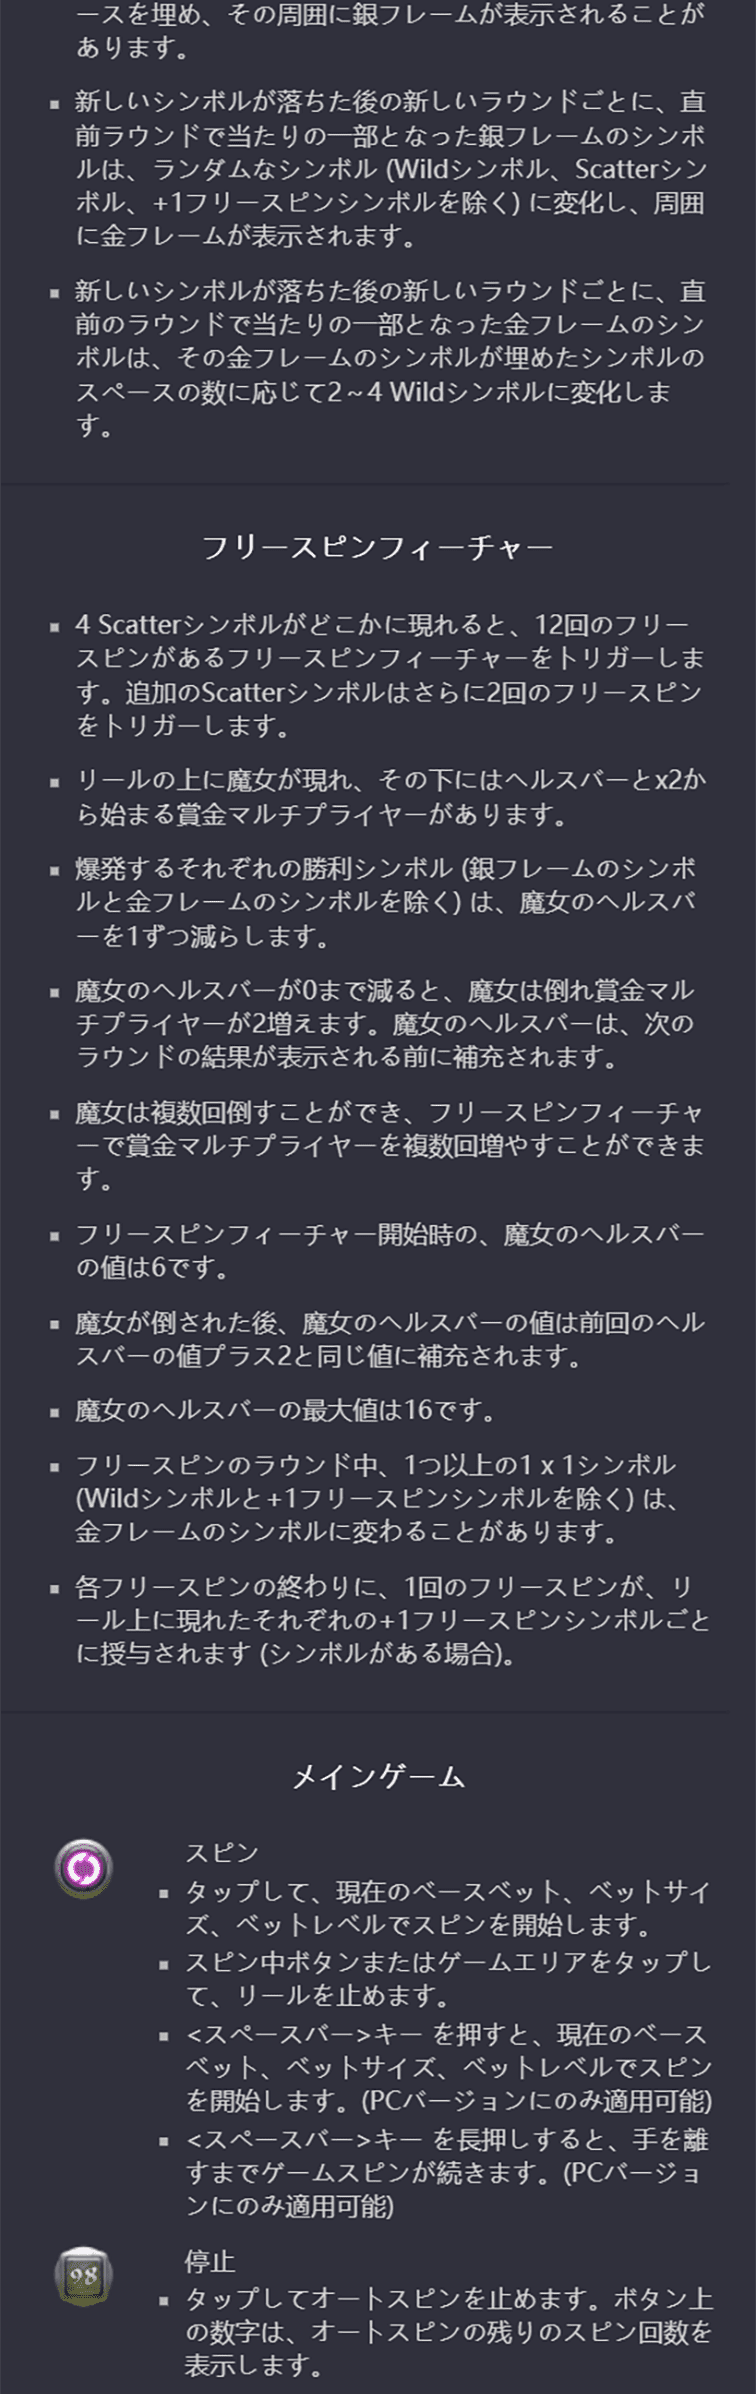 ースを埋め、その周囲に銀フレームが表示されることが
あります。
新しいシンボルが落ちた後の新しいラウンドごとに、直
前ラウンドで当たりの一部となった銀フレームのシンボ
ルは、ランダムなシンボル (Wildシンボル、Scatterシン
ボル、+1フリースピンシンボルを除く) に変化し、周囲
に金フレームが表示されます。
新しいシンボルが落ちた後の新しいラウンドごとに、直
前のラウンドで当たりの一部となった金フレームのシン
ボルは、その金フレームのシンボルが埋めたシンボルの
スペースの数に応じて2～4 Wildシンボルに変化しま
す。
フリースピンフィーチャー
4 Scatterシンボルがどこかに現れると、12回のフリー
スピンがあるフリースピンフィーチャーをトリガーしま
す。追加のScatterシンボルはさらに2回のフリースピン
をトリガーします。
リールの上に魔女が現れ、その下にはヘルスバーとx2か
ら始まる賞金マルチプライヤーがあります。
爆発するそれぞれの勝利シンボル (銀フレームのシンボ
ルと金フレームのシンボルを除く) は、魔女のヘルスバ
ーを1ずつ減らします。
魔女のヘルスバーが0まで減ると、魔女は倒れ賞金マル
チプライヤーが2増えます。魔女のヘルスバーは、次の
ラウンドの結果が表示される前に補充されます。
魔女は複数回倒すことができ、フリースピンフィーチャ
ーで賞金マルチプライヤーを複数回増やすことができま
す。
フリースピンフィーチャー開始時の、魔女のヘルスバー
の値は6です。
魔女が倒された後、魔女のヘルスバーの値は前回のヘル
スバーの値プラス2と同じ値に補充されます。
魔女のヘルスバーの最大値は16です。
フリースピンのラウンド中、1つ以上の1 x 1シンボル
(Wildシンボルと+1フリースピンシンボルを除く) は、
金フレームのシンボルに変わることがあります。
各フリースピンの終わりに、1回のフリースピンが、リ
ール上に現れたそれぞれの+1フリースピンシンボルごと
に授与されます (シンボルがある場合)。
メインゲーム
スピン
タップして、現在のベースベット、ベットサイ
ズ、ベットレベルでスピンを開始します。
スピン中ボタンまたはゲームエリアをタップし
て、リールを止めます。
<スペースバー>キー を押すと、現在のベース
ベット、ベットサイズ、ベットレベルでスピン
を開始します。(PCバージョンにのみ適用可能)
<スペースバー>キー を長押しすると、手を離
すまでゲームスピンが続きます。(PCバージョ
ンにのみ適用可能)
98
停止
タップしてオートスピンを止めます。ボタン上
の数字は、オートスピンの残りのスピン回数を
表示します。